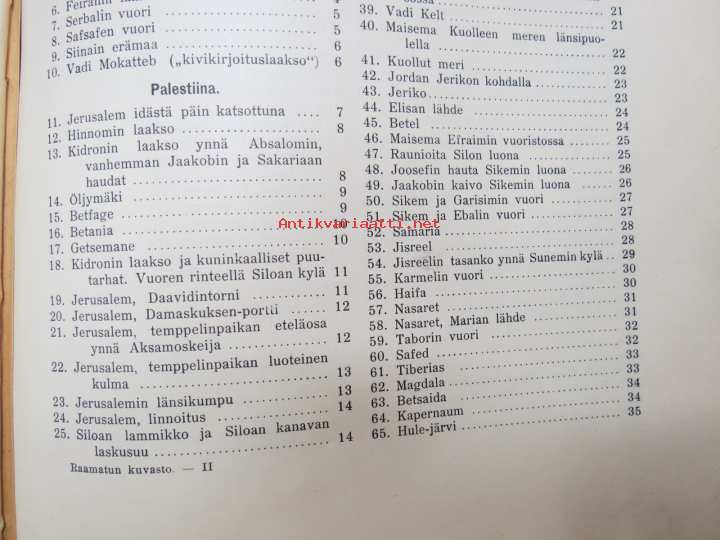 6. Feiranin
7. Serbalin vuori 5
8. Safsafen vuori 5
9. Siinain erämaa 6
10. Vadi Mokatteb („kivikirjoituslaakso“) 6
Palestiina.
11. Jerusalem idästä päin katsottuna .... 7
12. Hinnomin laakso 8
13. Kidronin laakso ynnä Absalomin,
vanhemman Jaakobin ja Sakariaan
haudat 8
14. Öljymäki 9
15. Betfage 9
16. Betania 10
17. Getsemane 10
18. Kidronin laakso ja kuninkaalliset puu-
tarhat. Vuoren rinteellä Siloan kylä 11
19. Jerusalem, Daavidintorni 11
20. Jerusalem, Damaskuksen-portti 12
21. Jerusalem, temppelinpaikan eteläosa
ynnä Aksamoskeija 12
22. Jerusalem, temppelinpaikan luoteinen
kulma 13
23. Jerusalemin länsikumpu 13
24. Jerusalem, linnoitus 14
25. Siloan lammikko ja Siloan kanavan
laskusuu 14
Raamatun kuvasto. — II
21
39. Vadi Kelt 21
40. Maisema Kuolleen meren länsipuo-
lella 22
41. Kuollut meri 22
42. Jordan Jerikon kohdalla 23
43. Jeriko 23
44. Elisan lähde 24
45. Betel 24
46. Maisema Efraimin vuoristossa 25
47. Raunioita Silon luona 25
48. Joosefin hauta Sikemin luona 26
49. Jaakobin kaivo Sikemin luona 26
50. Sikem ja Garisimin vuori 27
51. Sikem ja Ebalin vuori 27
52. Samaria 28
53. Jisreel 28
54. Jisreelin tasanko ynnä Sunemin kylä .. 29
55. Karmelin vuori 30
56. Haifa 30
57. Nasaret 31
58. Nasaret, Marian lähde 31
59. Taborin vuori 32
60. Safed 32
61. Tiberias 33
62. Magdala 33
63. Betsaida 34
64. Kapernaum 34
65. Hule-järvi 35
Antikvariaatti.net